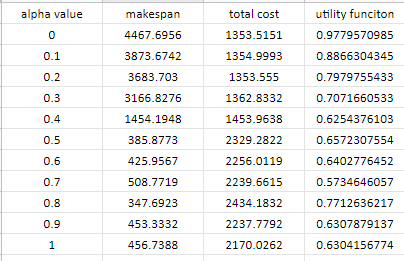 alpha value makespan total cost utility funciton
0 4467.6956 1353.5151 0.9779570985
0.1 3873.6742 1354.9993 0.8866304345
0.2 3683.703 1353.555 0.7979755433
0.3 3166.8276 1362.8332 0.7071660533
0.4 1454.1948 1453.9638 0.6254376103
0.5 385.8773 2329.2822 0.6572307554
0.6 425.9567 2256.0119 0.6402776452
0.7 508.7719 2239.6615 0.5734646057
0.8 347.6923 2434.1832 0.7712636217
0.9 453.3332 2237.7792 0.6307879137
1 456.7388 2170.0262 0.6304156774